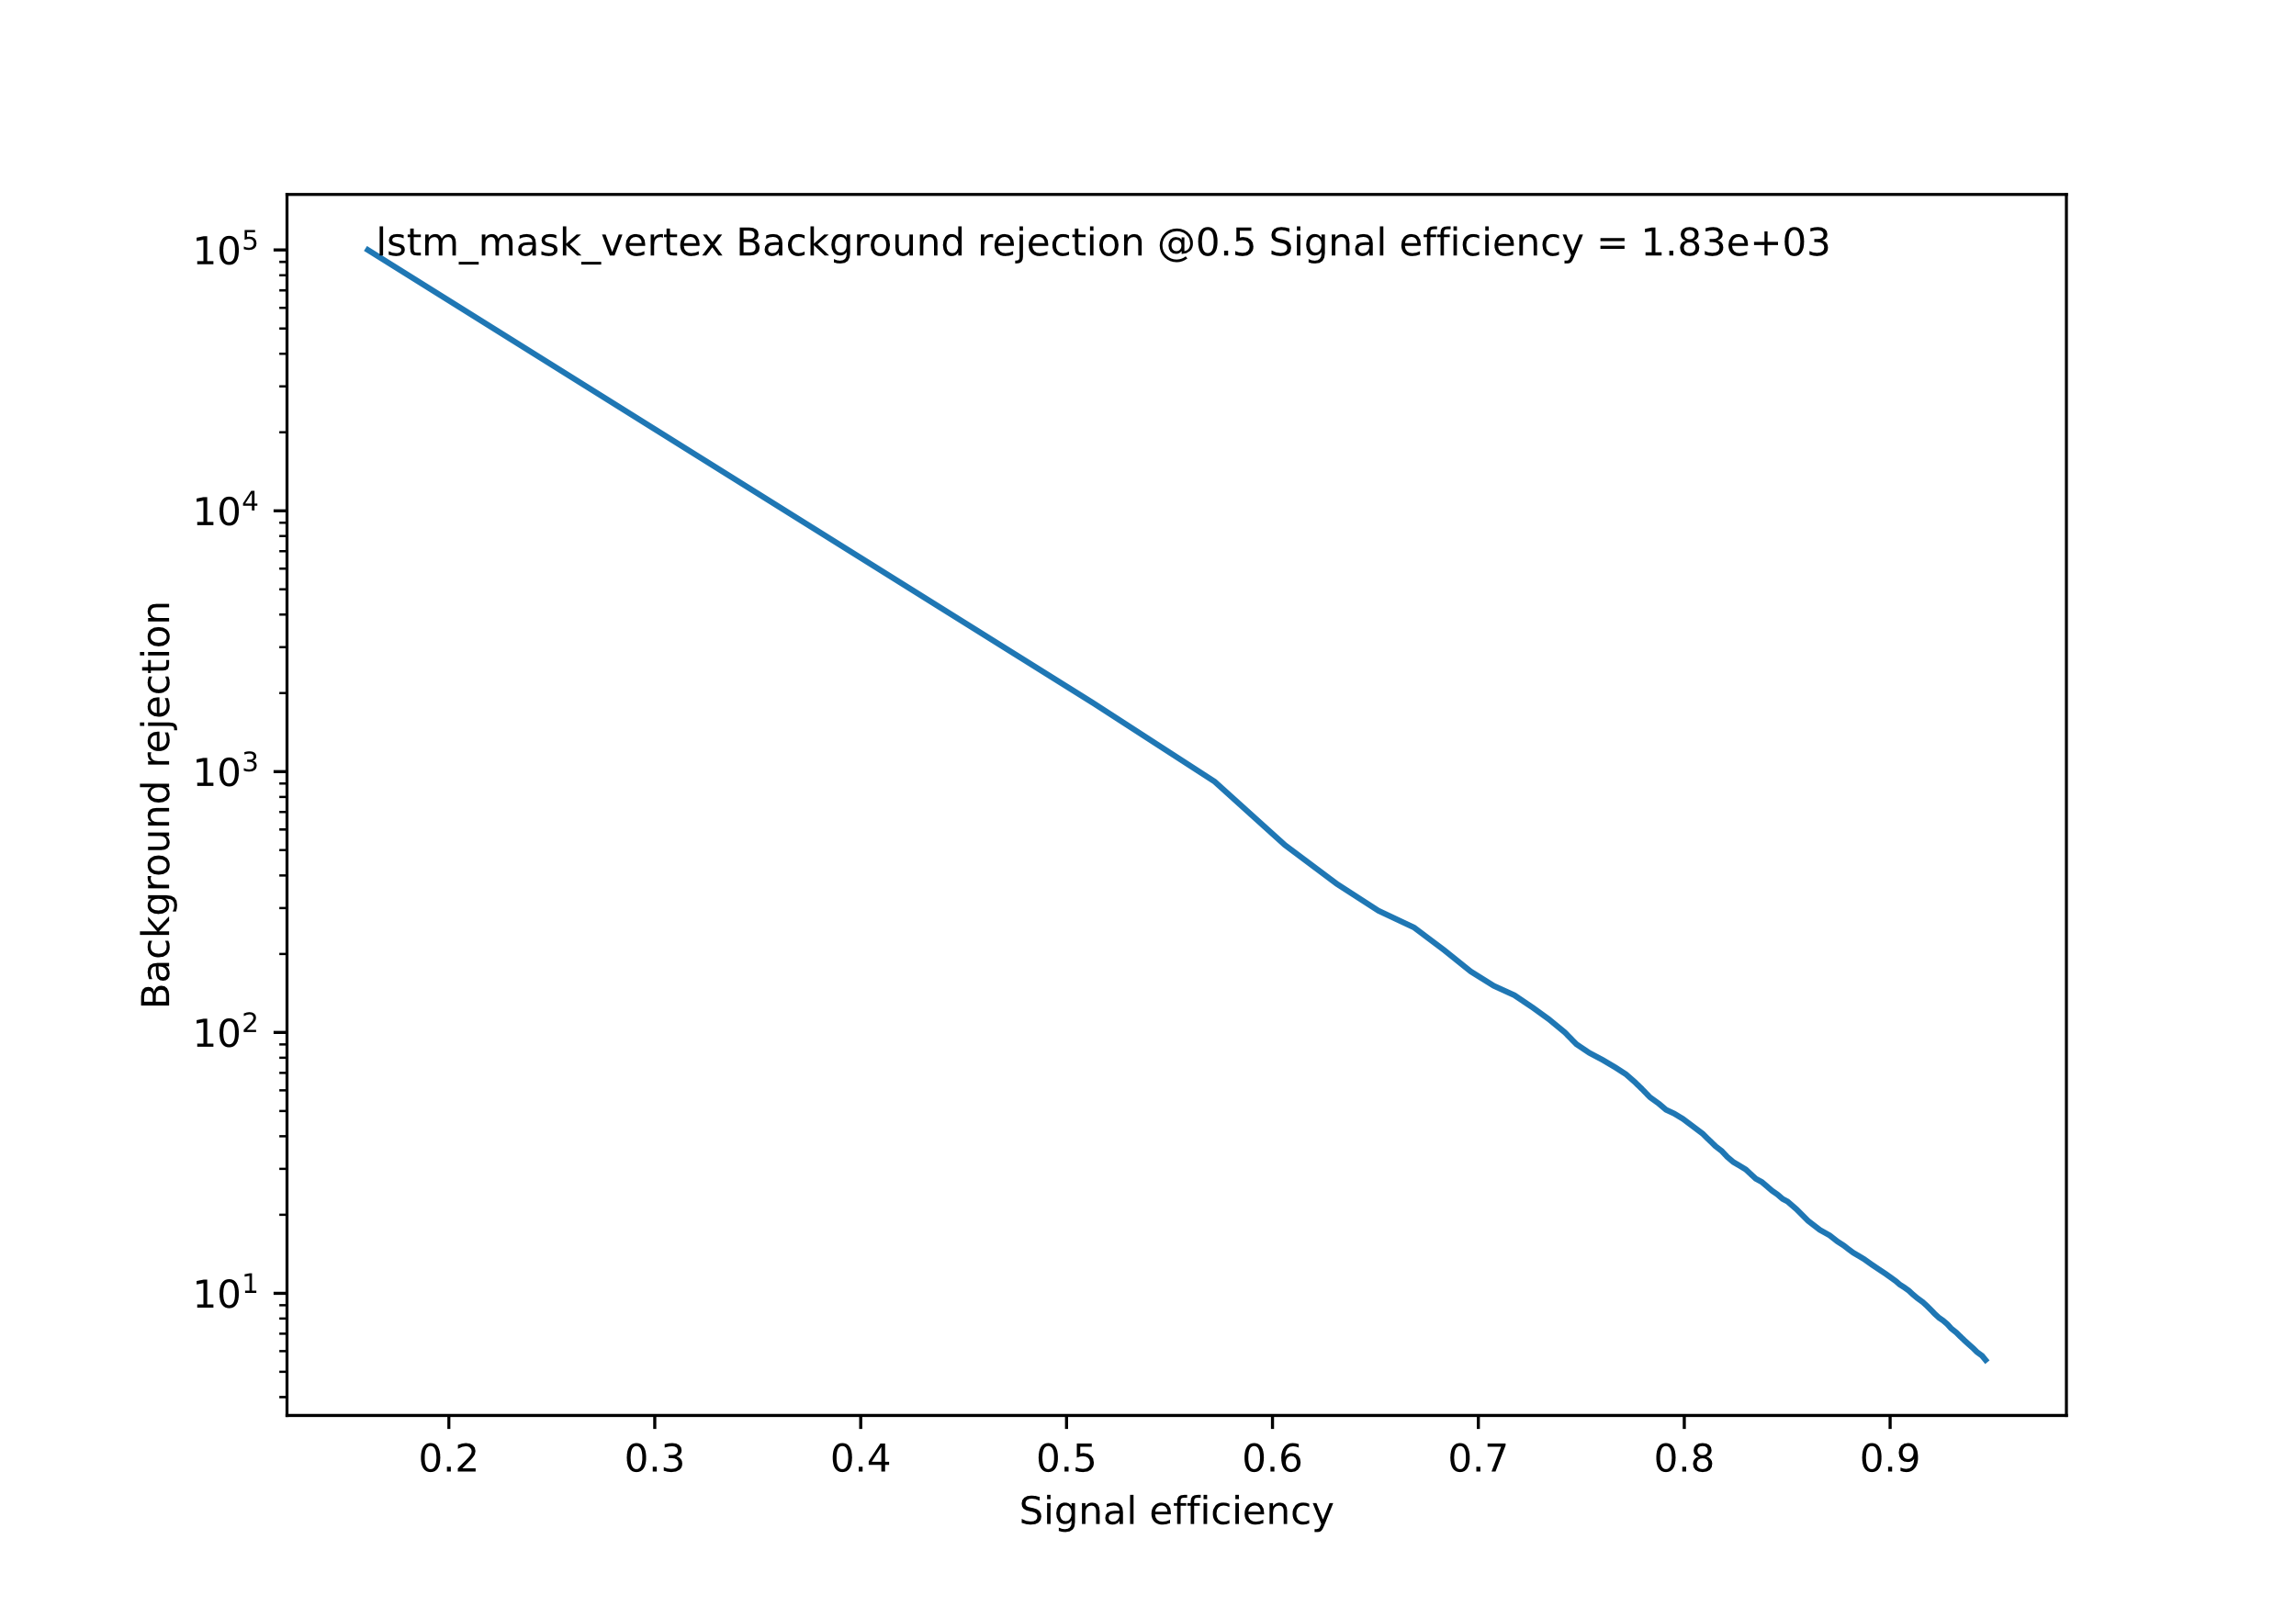 lstm_mask_vertex Background rejection @0.5 Signal efficiency = 1.83e+03
10⁵
10⁴
10³
10²
10¹
Background rejection
0.2 0.3 0.4 0.5 0.6 0.7 0.8 0.9
Signal efficiency